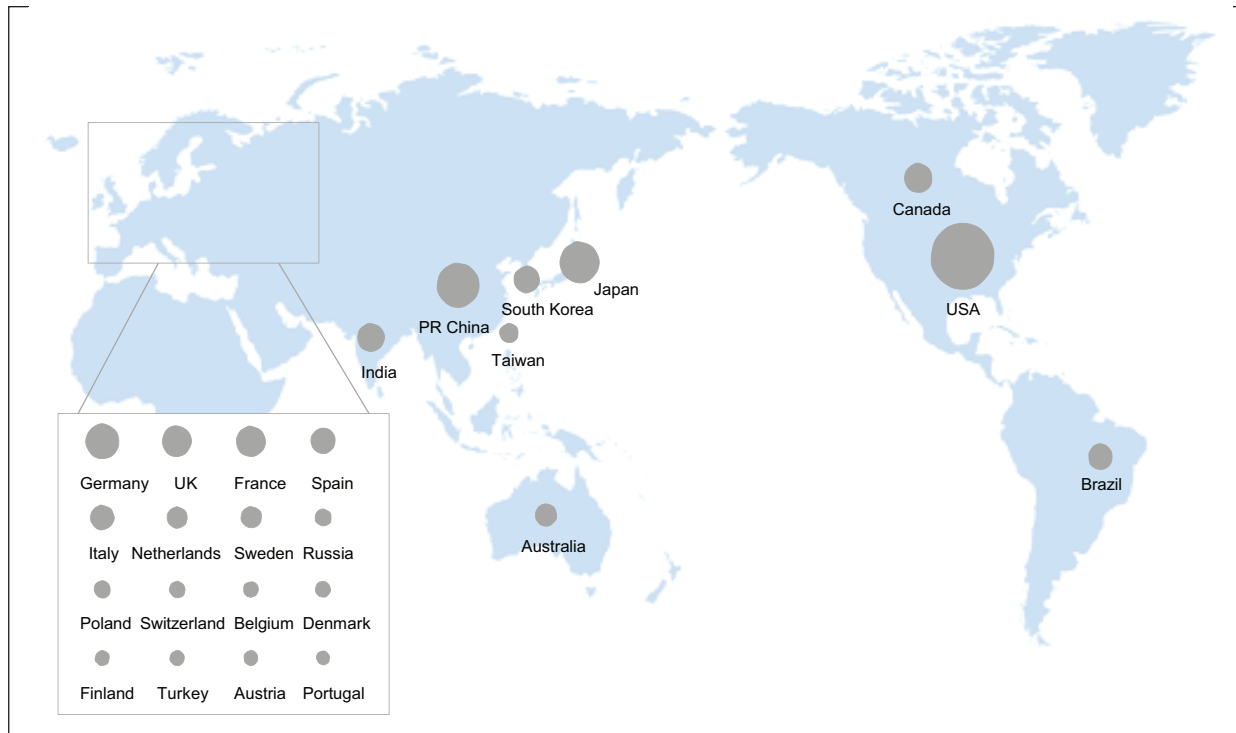 Canada
Japan
USA
South Korea
PR China
Taiwan
India
Germany UK France Spain
Brazil
Italy Netherlands Sweden Russia
Australia
Poland Switzerland Belgium Denmark
Finland Turkey Austria Portugal